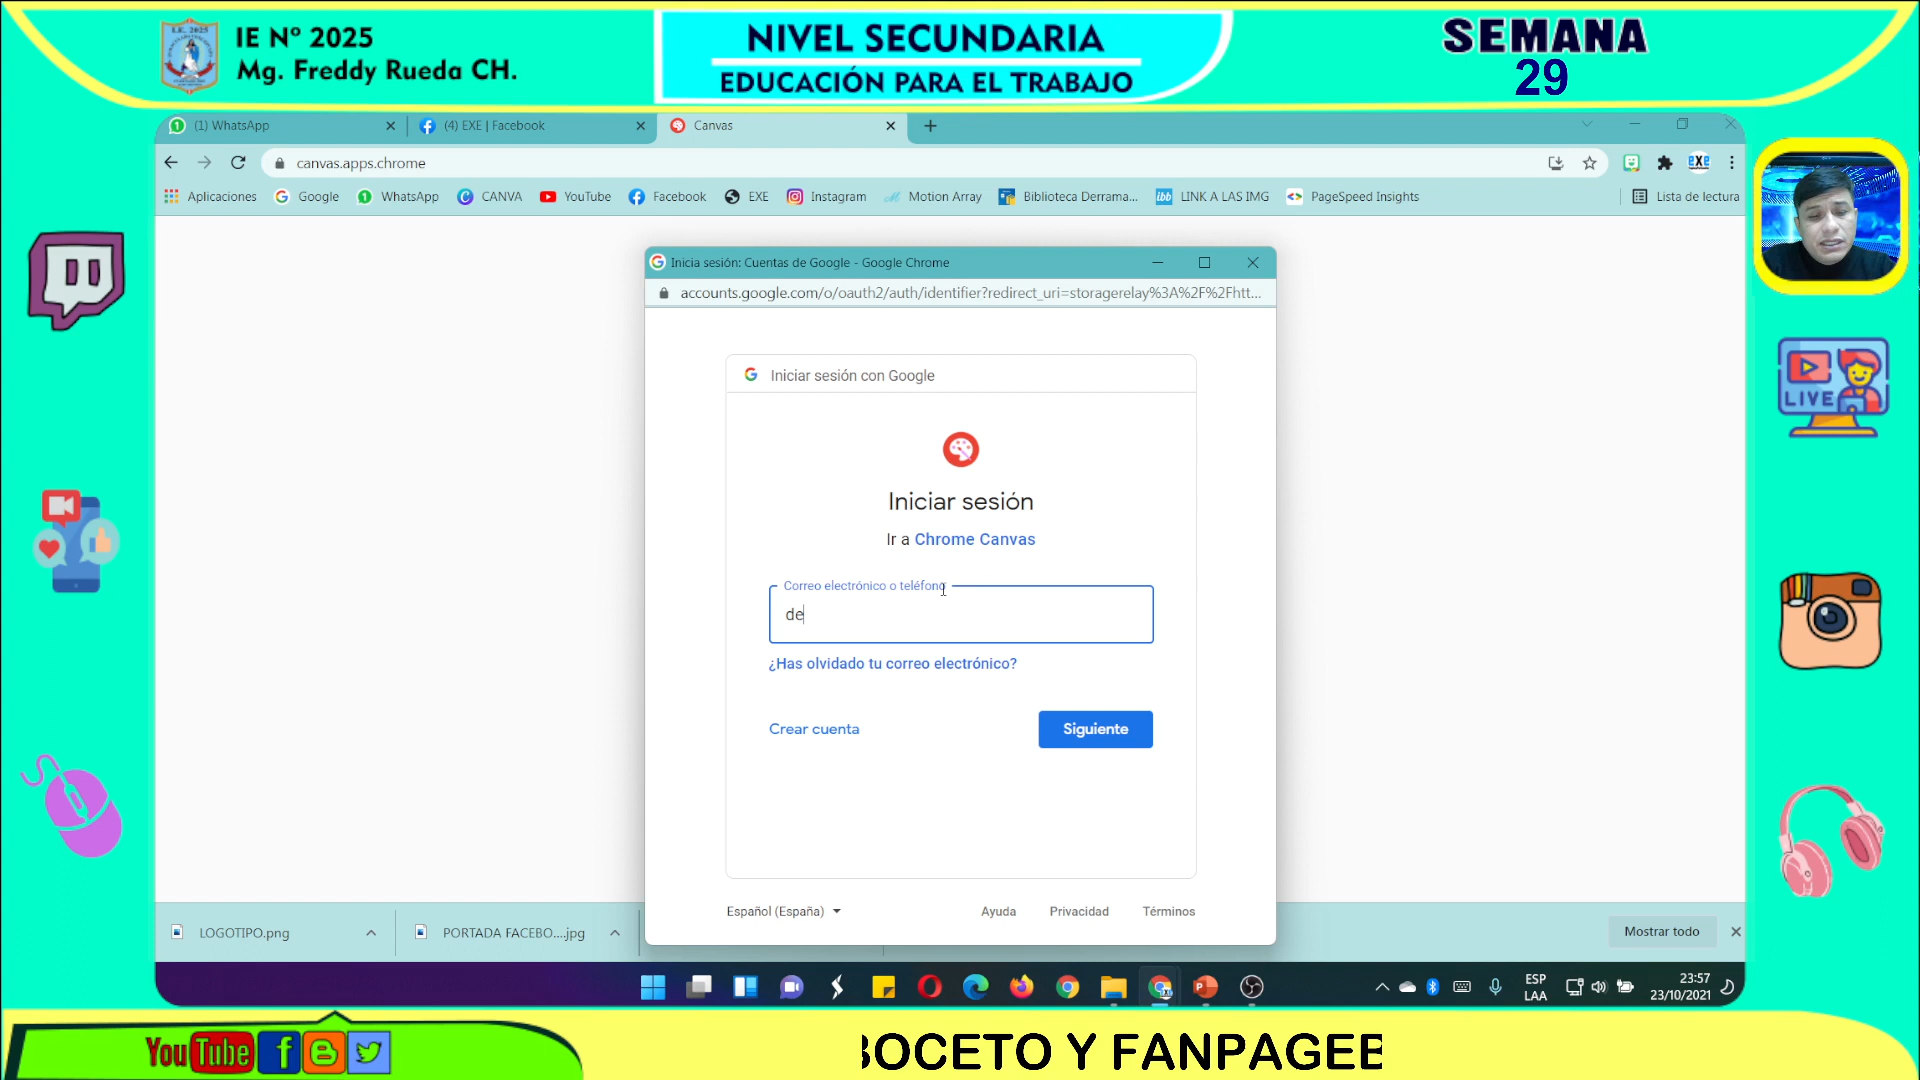 IE Nº 2025
Mg. Freddy Rueda CH.
NIVEL SECUNDARIA
EDUCACIÓN PARA EL TRABAJO
SEMANA
29
(1) WhatsApp
(4) EXE | Facebook
Canvas
canvas.apps.chrome
Aplicaciones
Google
WhatsApp
CANVA
YouTube
Facebook
EXE
Instagram
Motion Array
Biblioteca Derrama...
LINK A LAS IMG
PageSpeed Insights
Lista de lectura
Inicia sesión: Cuentas de Google - Google Chrome
accounts.google.com/o/oauth2/auth/identifier?redirect_uri=storagerelay%3A%2F%2Fhtt...
Iniciar sesión con Google
Iniciar sesión
Ir a Chrome Canvas
Correo electrónico o teléfono
de
¿Has olvidado tu correo electrónico?
Crear cuenta
Siguiente
Español (España)
Ayuda
Privacidad
Términos
LIVE
LOGOTIPO.png
PORTADA FACEBO....jpg
Mostrar todo
ESP
LAA
23:57
23/10/2021
YouTube
BOCETO Y FANPAGE